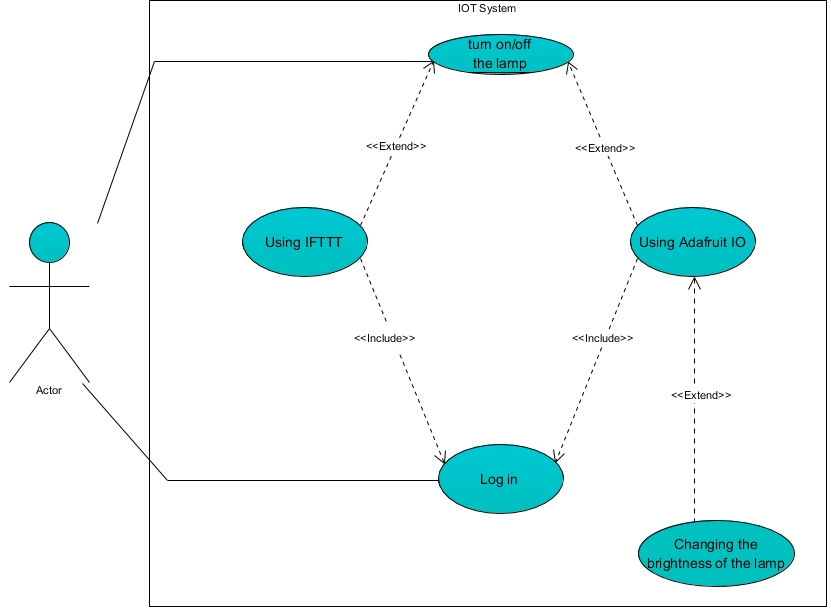 IOT System
turn on/off
the lamp
<<Extend>>
<<Extend>>
Using IFTTT
Using Adafruit IO
<<Include>>
<<Include>>
Actor
<<Extend>>
Log in
Changing the
brightness of the lamp